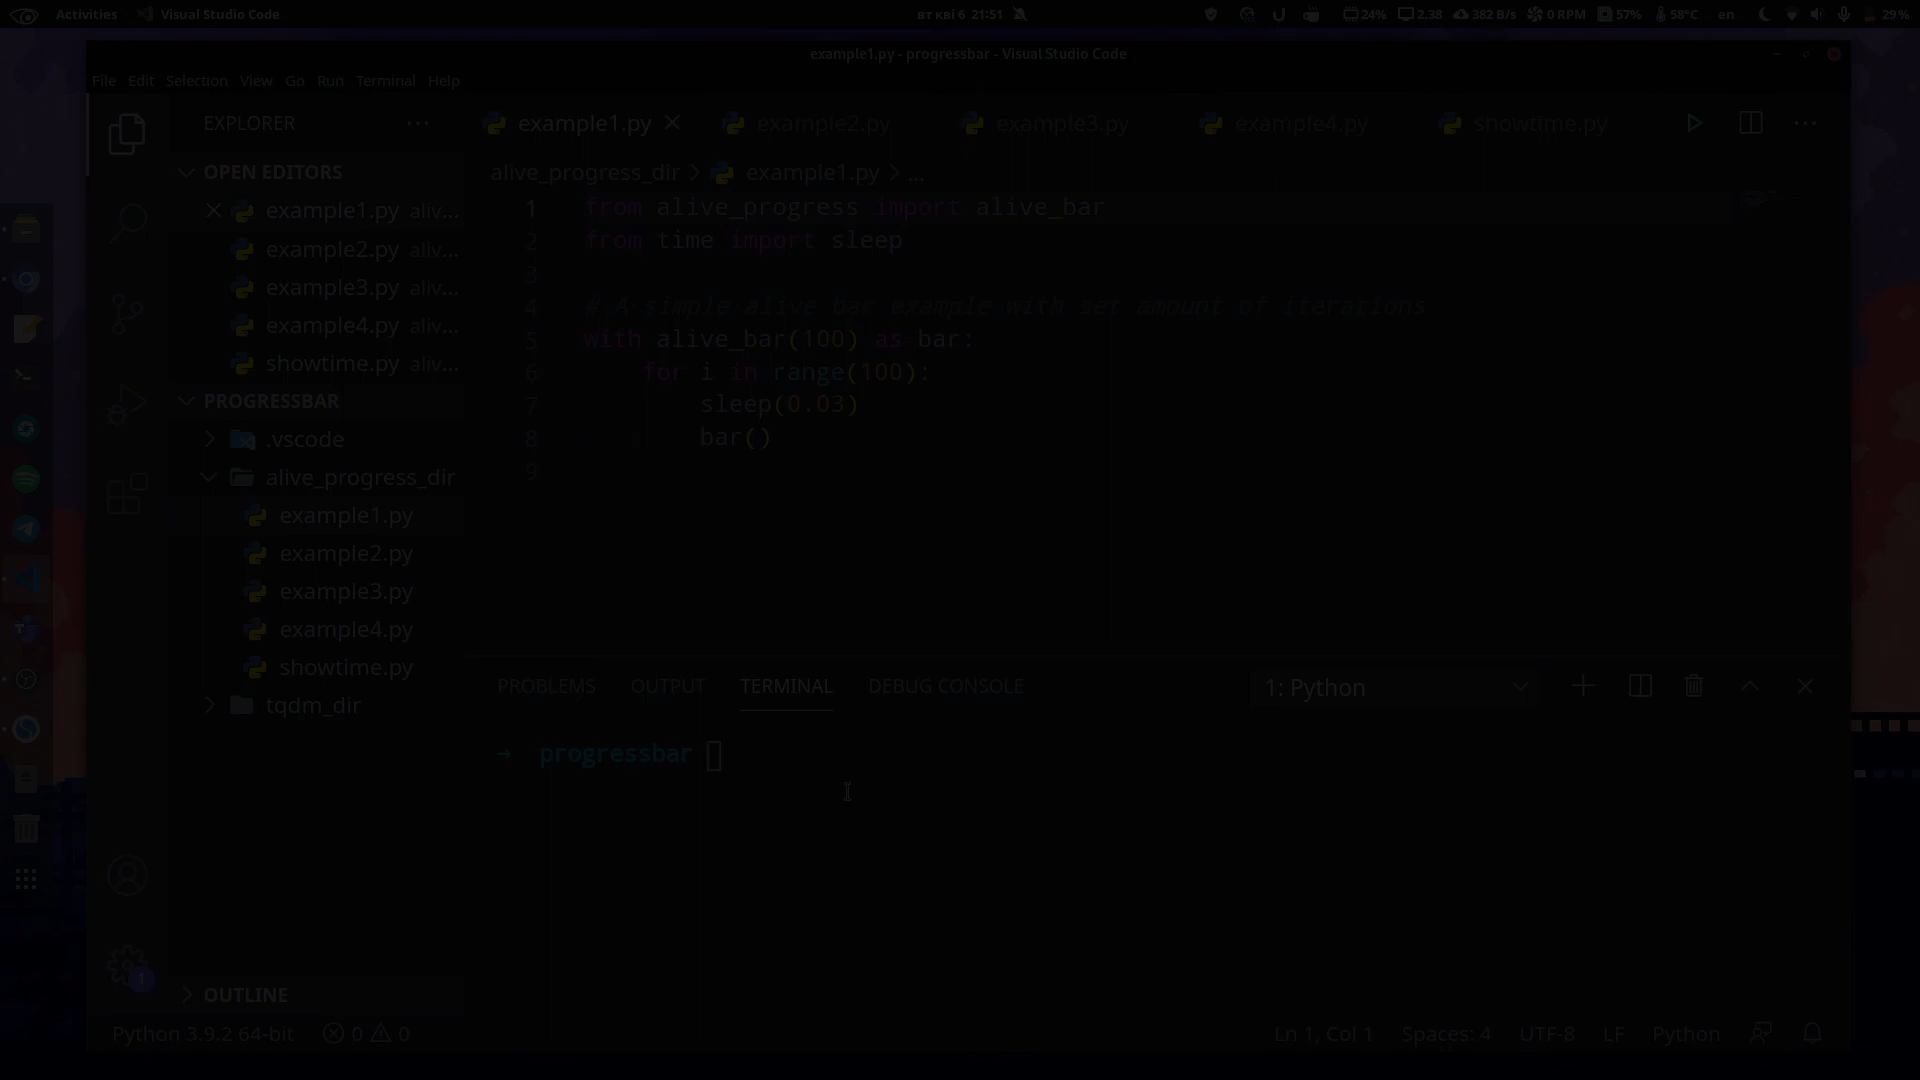 Activities Visual Studio Code вт кві 6 21:51 24% 2.38 382 B/s 0 RPM 57% 58°C en 29%
example1.py - progressbar - Visual Studio Code
File Edit Selection View Go Run Terminal Help
EXPLORER
example1.py example2.py example3.py example4.py showtime.py
OPEN EDITORS
alive_progress_dir > example1.py > ...
example1.py aliv...
example2.py aliv...
example3.py aliv...
example4.py aliv...
showtime.py aliv...
PROGRESSBAR
.vscode
alive_progress_dir
example1.py
example2.py
example3.py
example4.py
showtime.py
tqdm_dir
OUTLINE
1 from alive_progress import alive_bar
2 from time import sleep
3
4 # A simple alive bar example with set amount of iterations
5 with alive_bar(100) as bar:
6 for i in range(100):
7 sleep(0.03)
8 bar()
9
PROBLEMS OUTPUT TERMINAL DEBUG CONSOLE 1: Python
→ progressbar
1
Python 3.9.2 64-bit 0 0 Ln 1, Col 1 Spaces: 4 UTF-8 LF Python